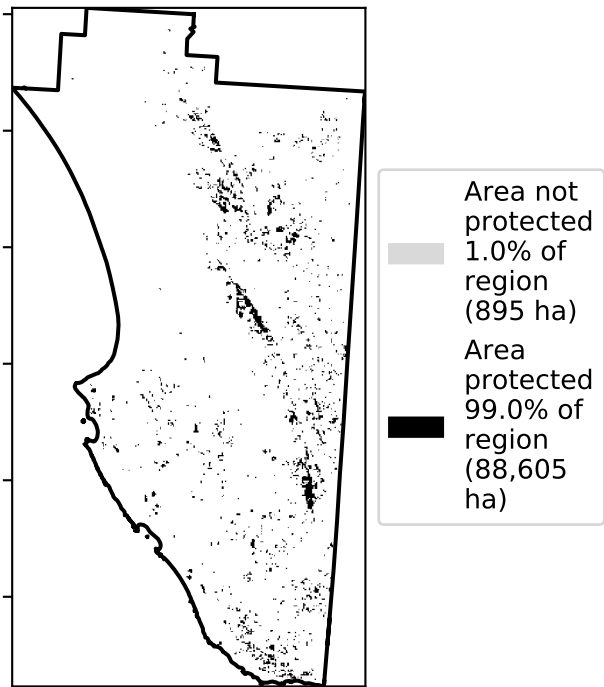 Area not
protected
1.0% of
region
(895 ha)
Area
protected
99.0% of
region
(88,605
ha)